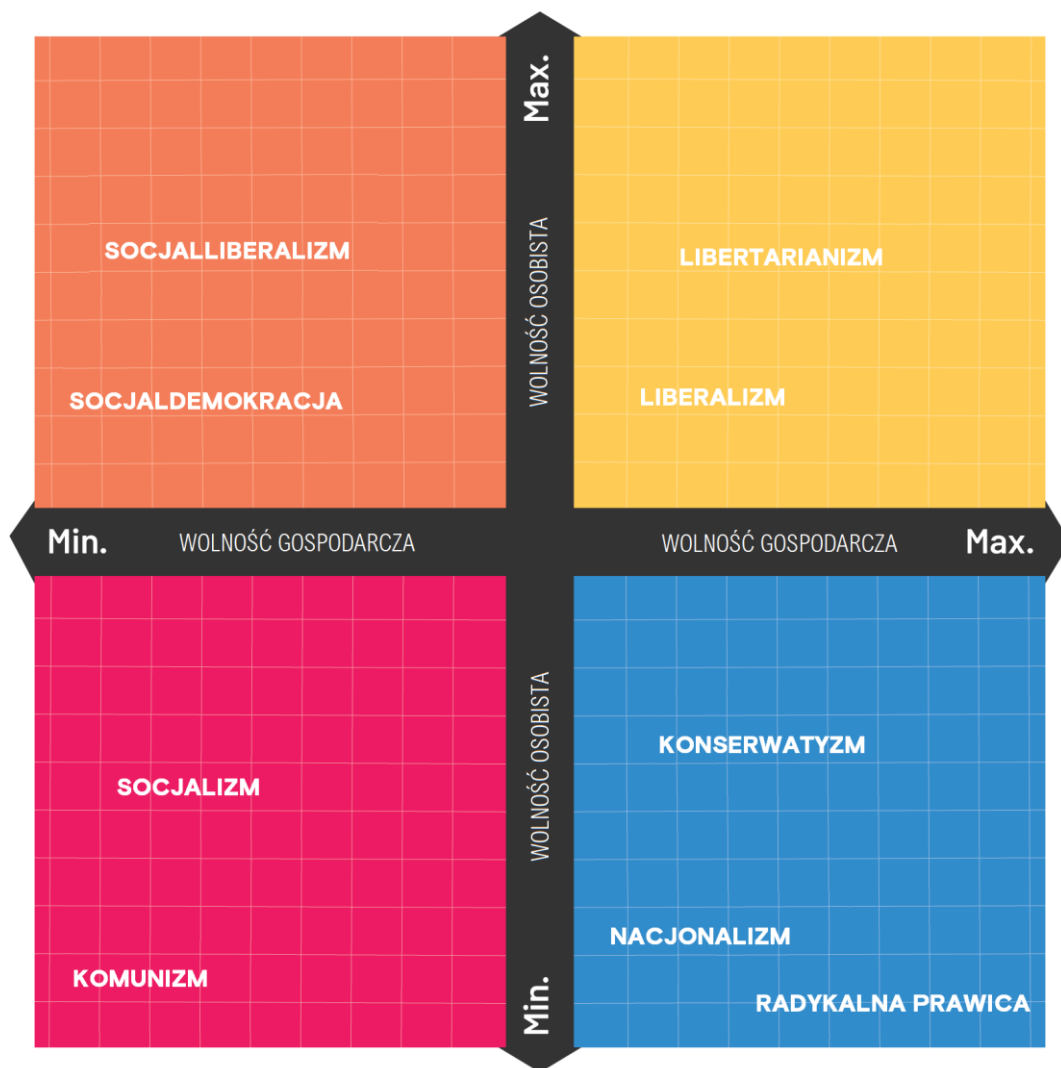 Max.
WOLNOŚĆ OSOBISTA
SOCJALLIBERALIZM
LIBERTARIANIZM
SOCJALDEMOKRACJA
LIBERALIZM
Min.
WOLNOŚĆ GOSPODARCZA
WOLNOŚĆ GOSPODARCZA
Max.
WOLNOŚĆ OSOBISTA
KONSERWATYZM
SOCJALIZM
NACJONALIZM
KOMUNIZM
RADYKALNA PRAWICA
Min.